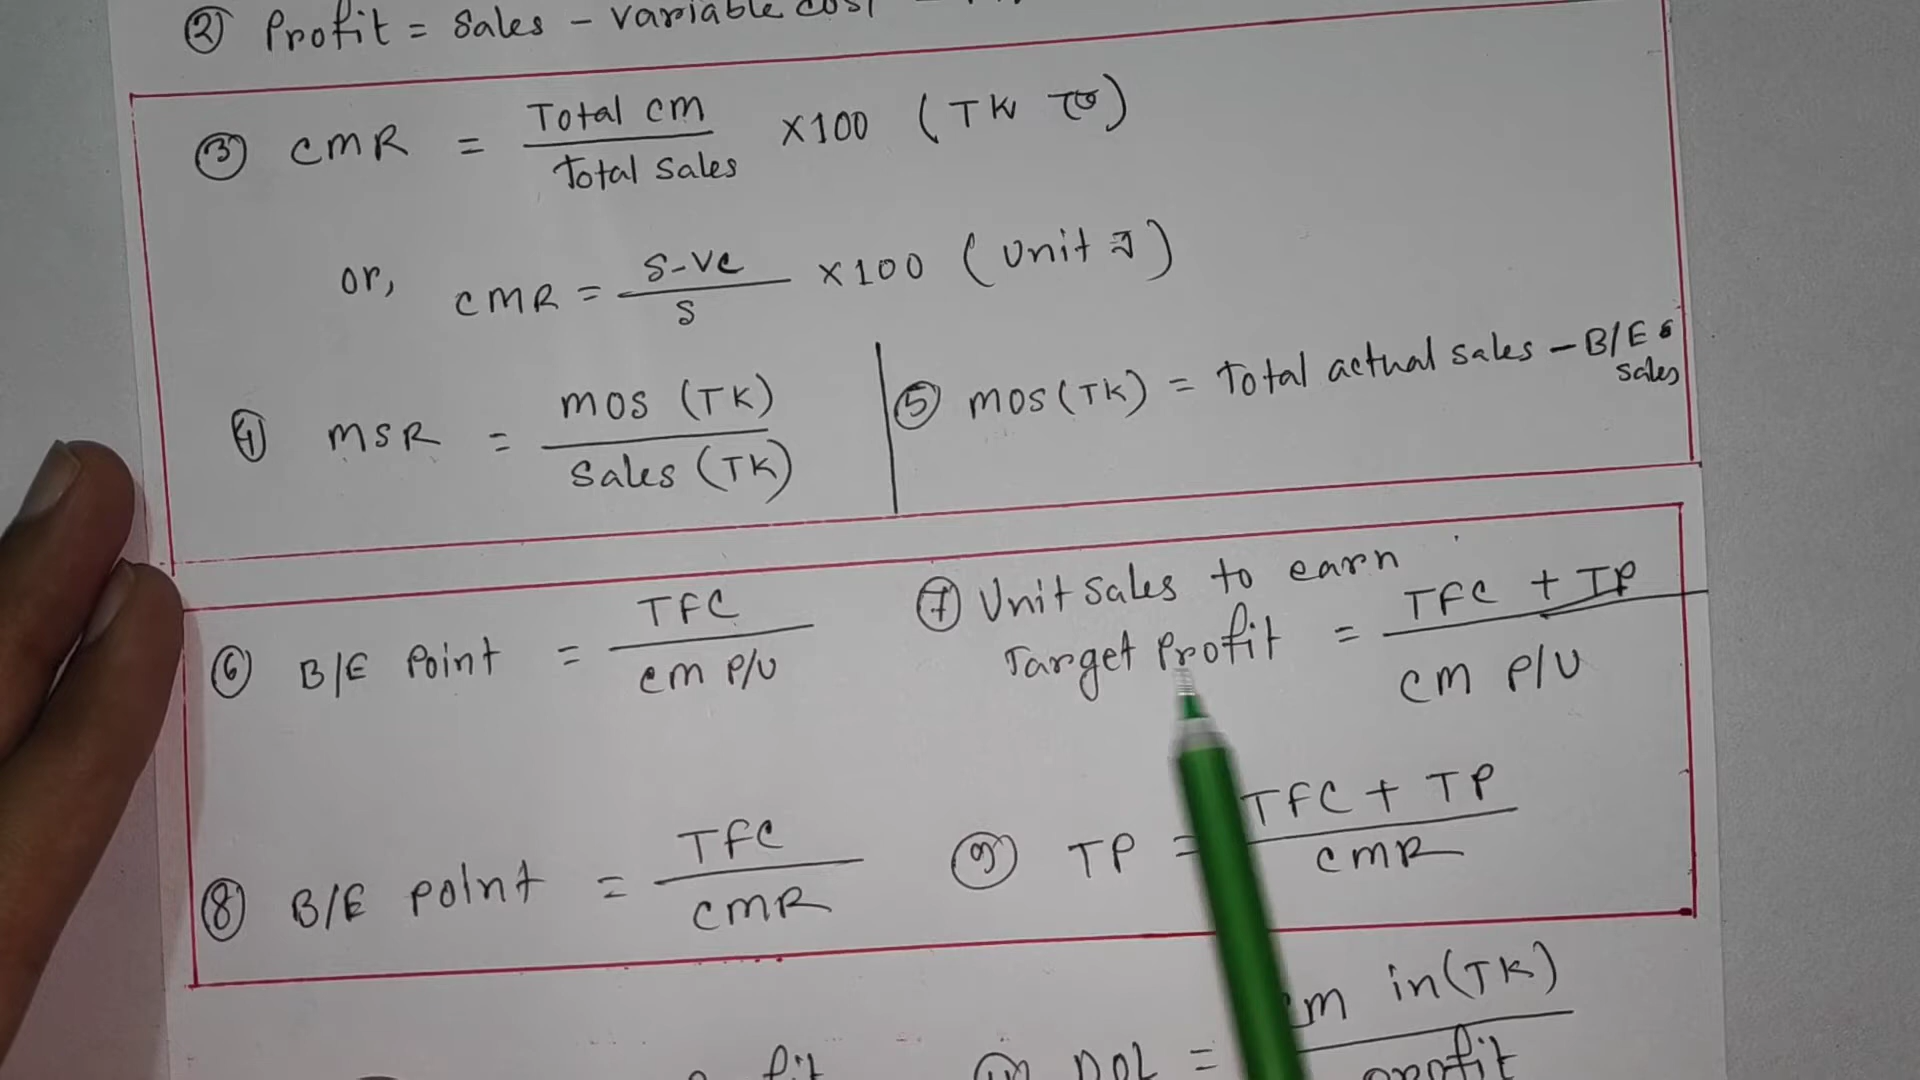 ② Profit = Sales - Variable cost
③ CMR = Total CM / Total Sales × 100 (TK তে)
or, CMR = S-VC / S × 100 (Unit এ)
④ MSR = MOS (TK) / Sales (TK)
⑤ MOS (TK) = Total actual Sales - B/E Sales
⑥ B/E Point = TFC / CM P/U
⑦ Unit Sales to earn Target Profit = TFC + TP / CM P/U
⑧ B/E Point = TFC / CMR
⑨ TP = TFC + TP / CMR
DOL = CM in (TK) / Profit